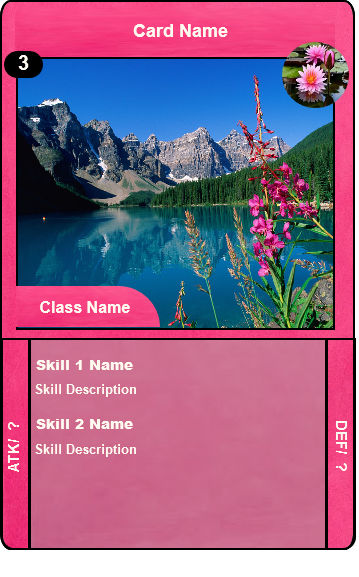 Card Name
3
Class Name
Skill 1 Name
Skill Description
Skill 2 Name
Skill Description
ATK/ ?
DEF/ ?